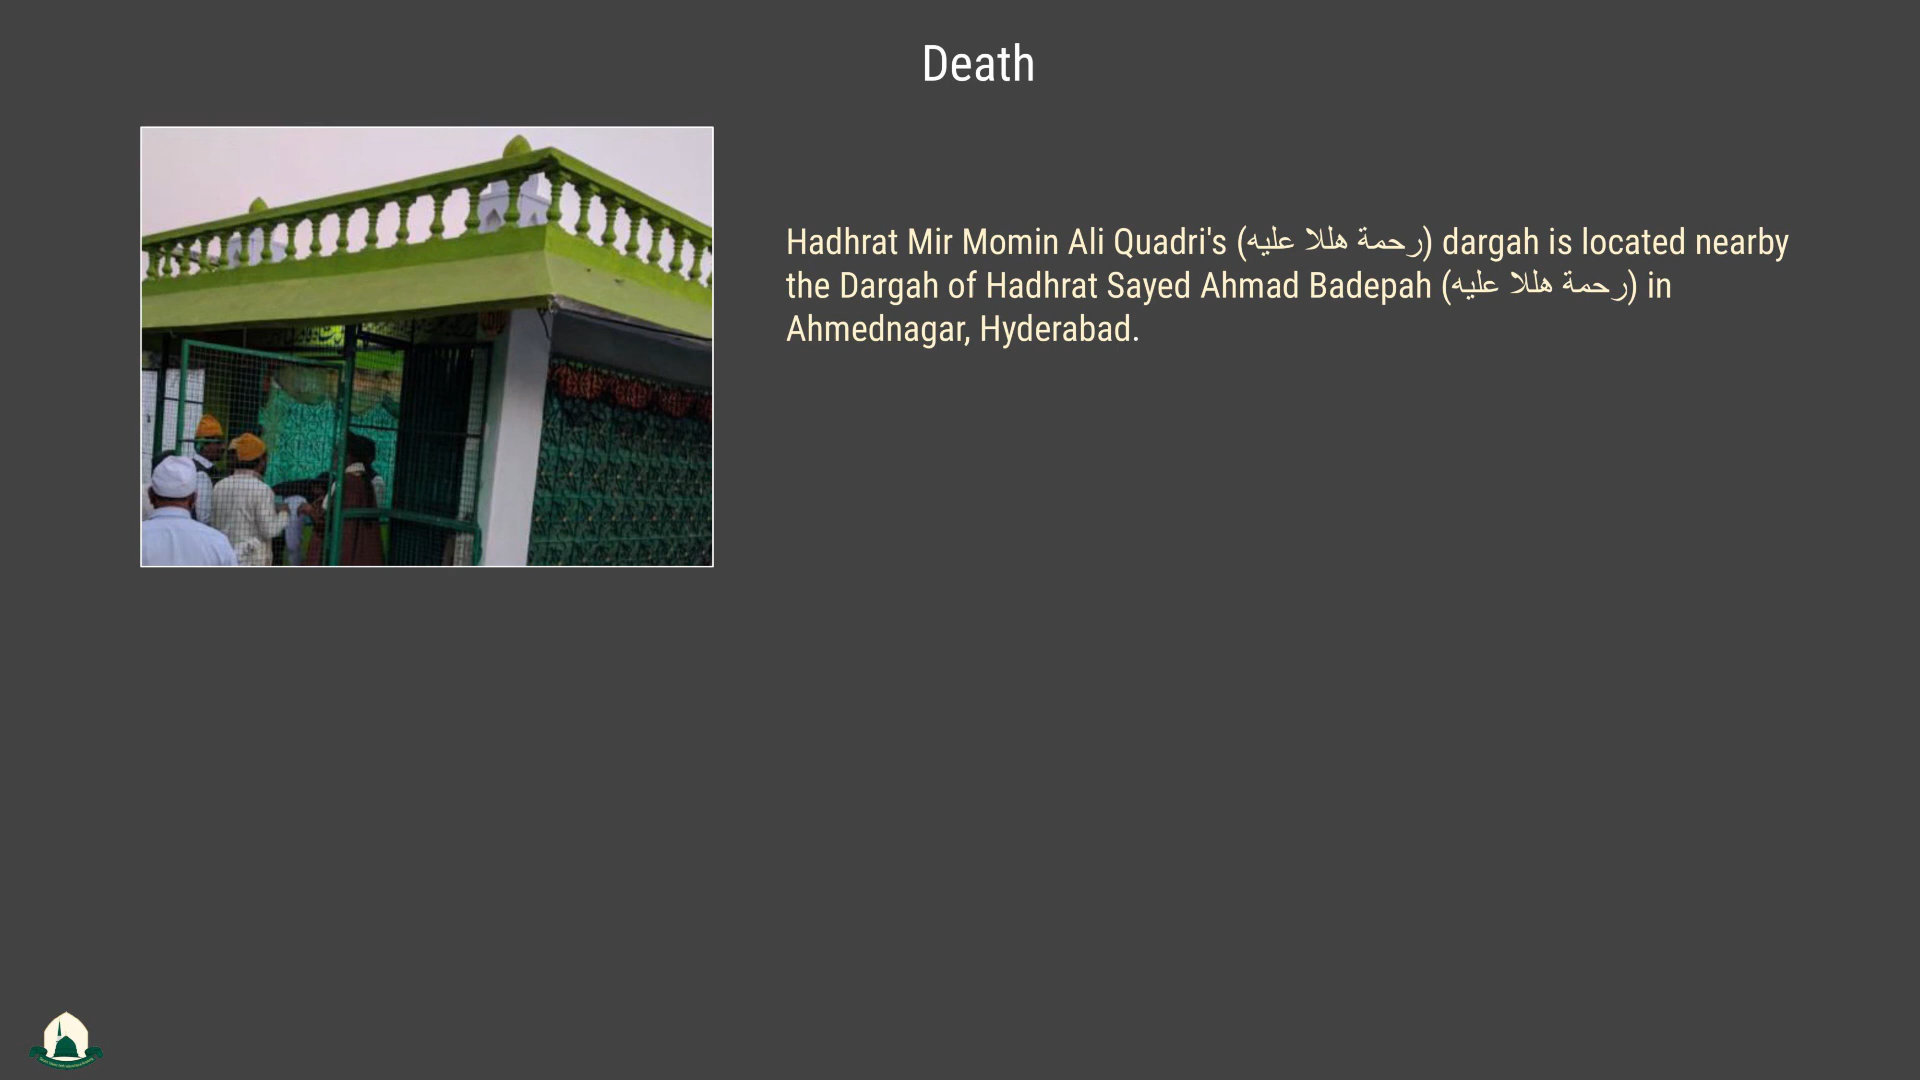 Death
Hadhrat Mir Momin Ali Quadri's (رحمة هللا عليه) dargah is located nearby
the Dargah of Hadhrat Sayed Ahmad Badepah (رحمة هللا عليه) in
Ahmednagar, Hyderabad.